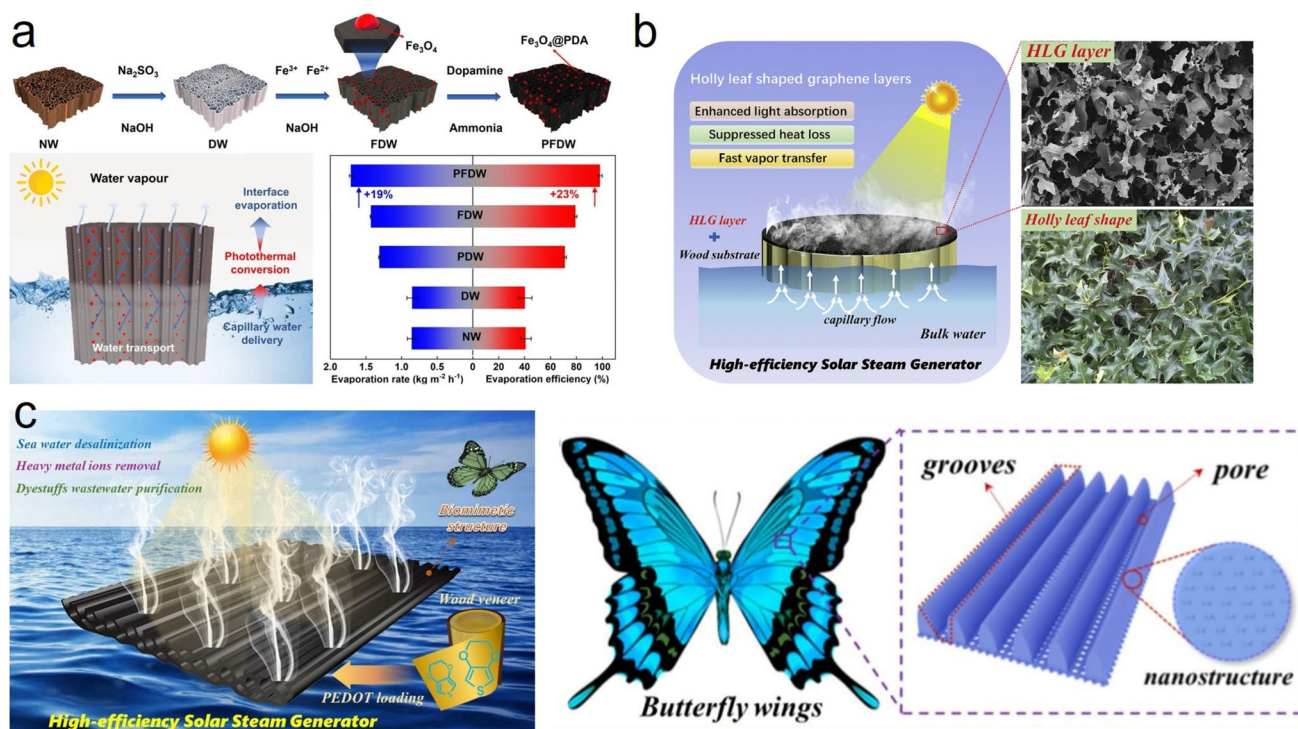 a
Fe₃O₄
Fe₃O₄@PDA
Na₂SO₃
Fe³⁺ Fe²⁺
Dopamine
NaOH
NaOH
Ammonia
NW
DW
FDW
PFDW
Water vapour
Interface
evaporation
Photothermal
conversion
Capillary water
delivery
Water transport
PFDW
+19%
+23%
FDW
PDW
DW
NW
2.0 1.5 1.0 0.5 0 20 40 60 80 100
Evaporation rate (kg m⁻² h⁻¹) Evaporation efficiency (%)
b
Holly leaf shaped graphene layers
Enhanced light absorption
Suppressed heat loss
Fast vapor transfer
HLG layer
+
Wood substrate
capillary flow
Bulk water
High-efficiency Solar Steam Generator
HLG layer
Holly leaf shape
c
Sea water desalinization
Heavy metal ions removal
Dyestuffs wastewater purification
Biomimetic
structure
Wood veneer
S
S
O
O
O
O
PEDOT loading
High-efficiency Solar Steam Generator
Butterfly wings
grooves
pore
nanostructure